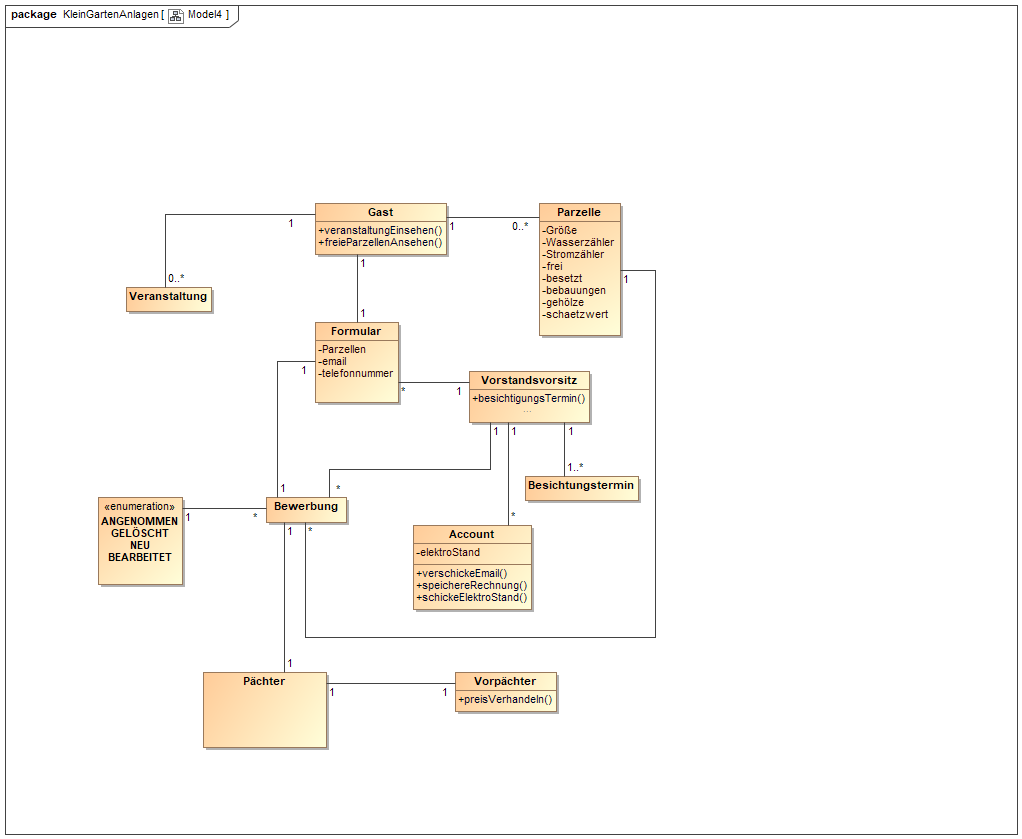 package KleinGartenAnlagen [ Model4 ]
Gast
+veranstaltungEinsehen()
+freieParzellenAnsehen()
1
1
0..*
1
Parzelle
-Größe
-Wasserzähler
-Stromzähler
-frei
-besetzt
-bebauungen
-gehölze
-schaetzwert
1
0..*
Veranstaltung
1
Formular
-Parzellen
-email
-telefonnummer
1
*
1
Vorstandsvorsitz
+besichtigungsTermin()
...
1
1
1
1..*
Besichtungstermin
1
*
Bewerbung
«enumeration»
ANGENOMMEN
GELÖSCHT
NEU
BEARBEITET
1
*
1
*
*
Account
-elektroStand
+verschickeEmail()
+speichereRechnung()
+schickeElektroStand()
1
Pächter
1
1
Vorpächter
+preisVerhandeln()